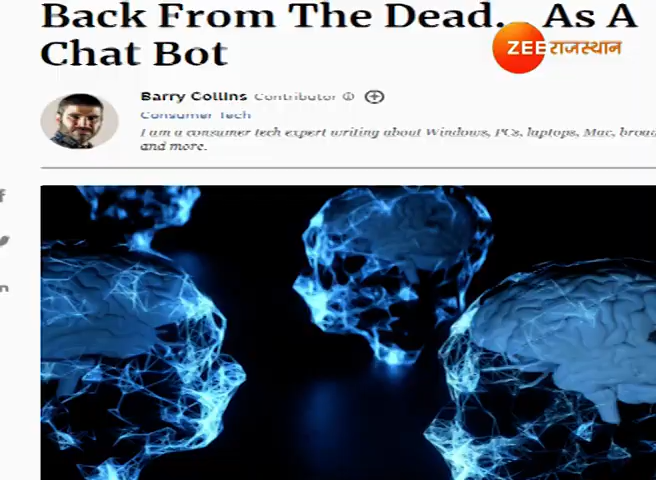 Back From The Dead... As A
ZEE राजस्थान
Chat Bot
Barry Collins Contributor
Consumer Tech
I am a consumer tech expert writing about Windows, PCs, laptops, Mac, broad
and more.